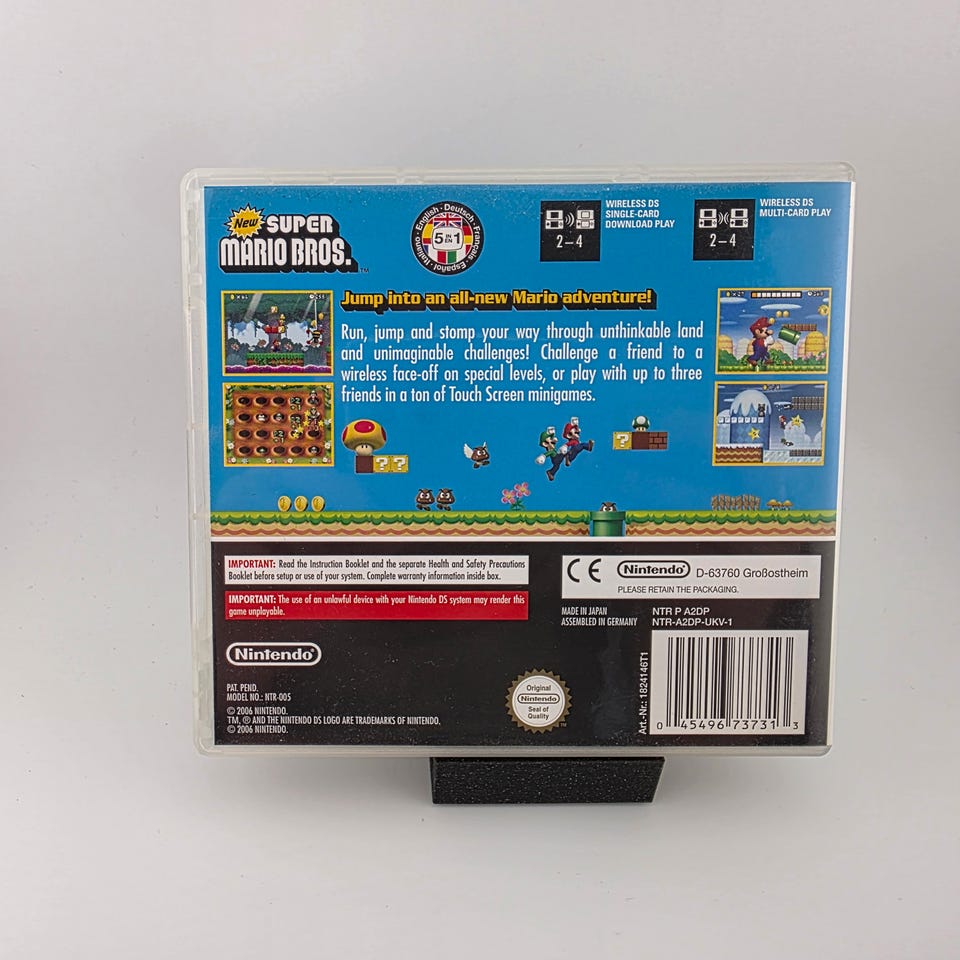 New
SUPER
MARIO BROS.
TM
English · Deutsch · Français · Español · Italiano ·
5 IN 1
WIRELESS DS
SINGLE-CARD
DOWNLOAD PLAY
2–4
WIRELESS DS
MULTI-CARD PLAY
2–4
Jump into an all-new Mario adventure!
Run, jump and stomp your way through unthinkable land
and unimaginable challenges! Challenge a friend to a
wireless face-off on special levels, or play with up to three
friends in a ton of Touch Screen minigames.
? ?
?
IMPORTANT: Read the Instruction Booklet and the separate Health and Safety Precautions
Booklet before setup or use of your system. Complete warranty information inside box.
IMPORTANT: The use of an unlawful device with your Nintendo DS system may render this
game unplayable.
CE Nintendo® D-63760 Großostheim
PLEASE RETAIN THE PACKAGING.
MADE IN JAPAN
ASSEMBLED IN GERMANY
NTR P A2DP
NTR-A2DP-UKV-1
Nintendo®
PAT. PEND.
MODEL NO.: NTR-005
© 2006 NINTENDO.
TM, ® AND THE NINTENDO DS LOGO ARE TRADEMARKS OF NINTENDO.
© 2006 NINTENDO.
Original
Nintendo
Seal of
Quality
TM
Art.-Nr.: 1824146T1
0 45496 73731 3